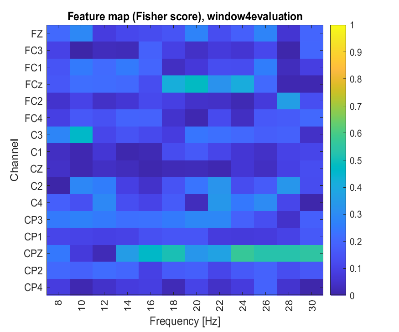 Feature map (Fisher score), window4evaluation
FZ
FC3
FC1
FCz
FC2
FC4
C3
C1
CZ
C2
C4
CP3
CP1
CPZ
CP2
CP4
Channel
8 10 12 14 16 18 20 22 24 26 28 30
Frequency [Hz]
1
0.9
0.8
0.7
0.6
0.5
0.4
0.3
0.2
0.1
0